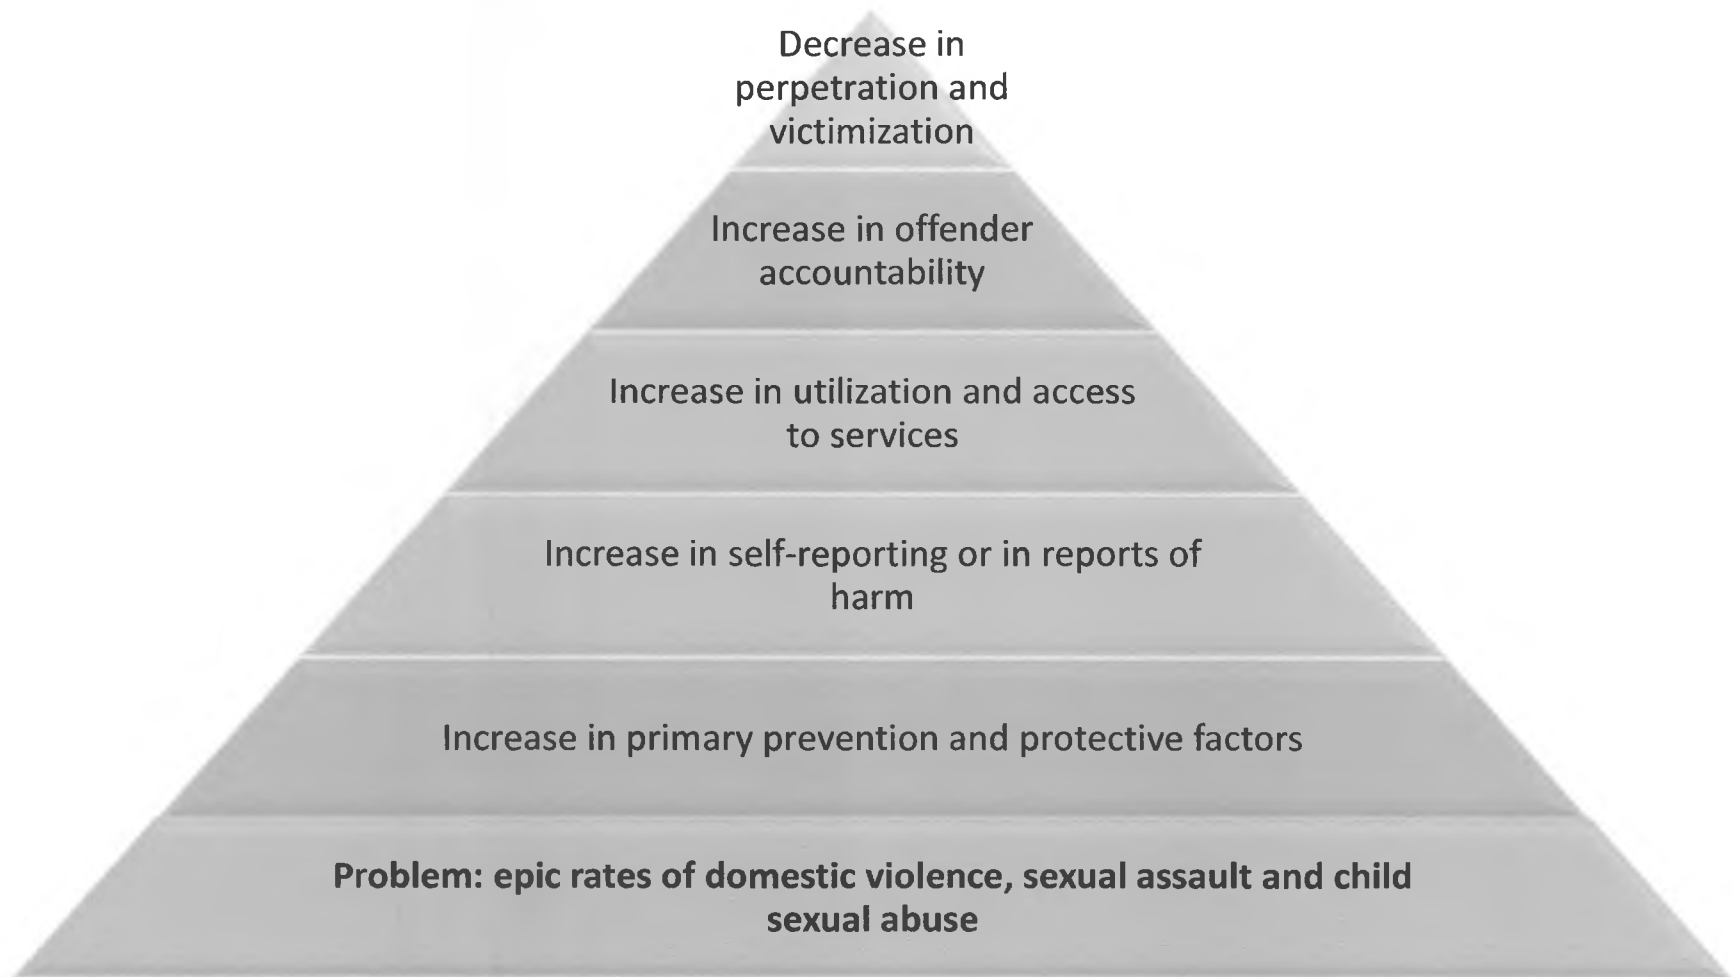 Decrease in
perpetration and
victimization
Increase in offender
accountability
Increase in utilization and access
to services
Increase in self-reporting or in reports of
harm
Increase in primary prevention and protective factors
Problem: epic rates of domestic violence, sexual assault and child
sexual abuse